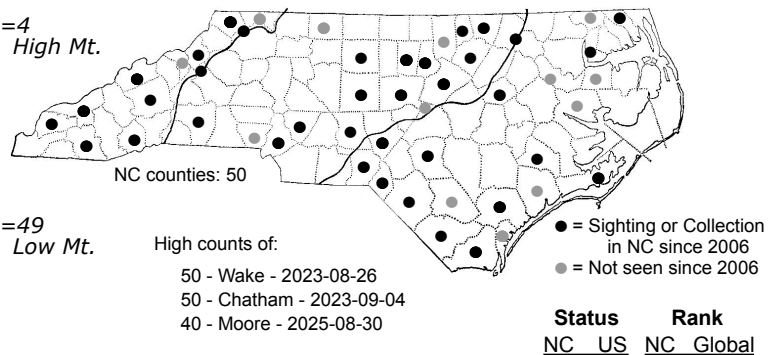 =4
High Mt.
NC counties: 50
=49
Low Mt.
High counts of:
50 - Wake - 2023-08-26
50 - Chatham - 2023-09-04
40 - Moore - 2025-08-30
= Sighting or Collection
in NC since 2006
= Not seen since 2006
Status Rank
NC US NC Global